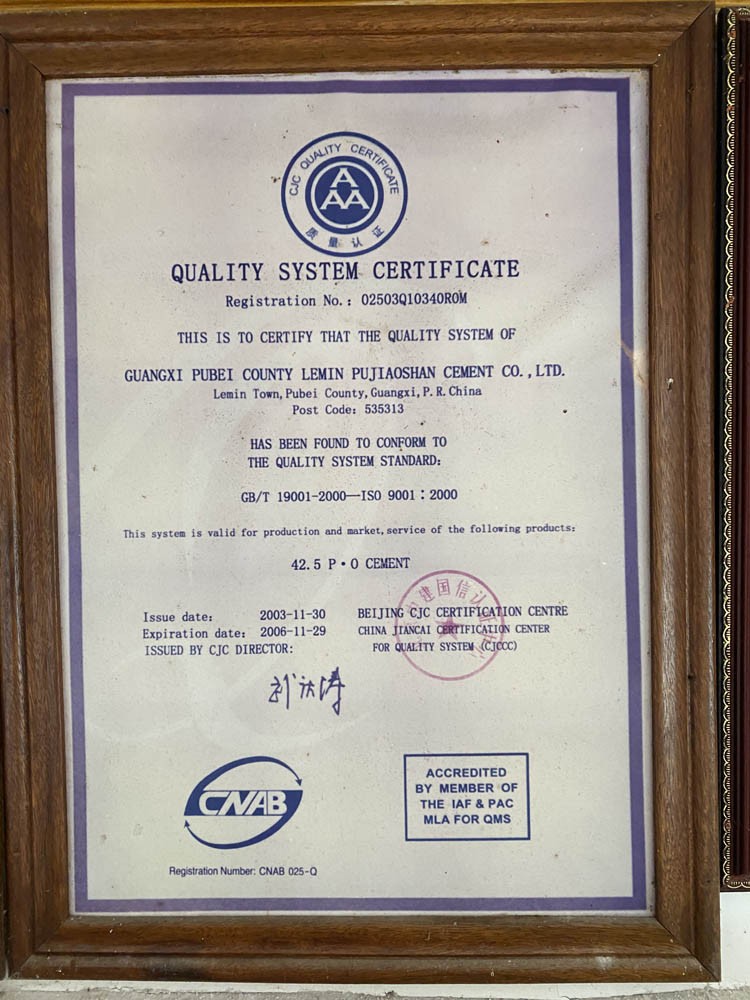 CJC QUALITY CERTIFICATE
A
AA
质量认证
QUALITY SYSTEM CERTIFICATE
Registration No.: 02503Q10340R0M
THIS IS TO CERTIFY THAT THE QUALITY SYSTEM OF
GUANGXI PUBEI COUNTY LEMIN PUJIAOSHAN CEMENT CO.,LTD.
Lemin Town,Pubei County,Guangxi,P.R.China
Post Code: 535313
HAS BEEN FOUND TO CONFORM TO
THE QUALITY SYSTEM STANDARD:
GB/T 19001-2000—ISO 9001：2000
This system is valid for production and market,service of the following products:
42.5 P·O CEMENT
建国信认
Issue date: 2003-11-30
Expiration date: 2006-11-29
ISSUED BY CJC DIRECTOR:
BEIJING CJC CERTIFICATION CENTRE
CHINA JIANCAI CERTIFICATION CENTER
FOR QUALITY SYSTEM (CJCCC)
CNAB
Registration Number: CNAB 025-Q
ACCREDITED
BY MEMBER OF
THE IAF & PAC
MLA FOR QMS